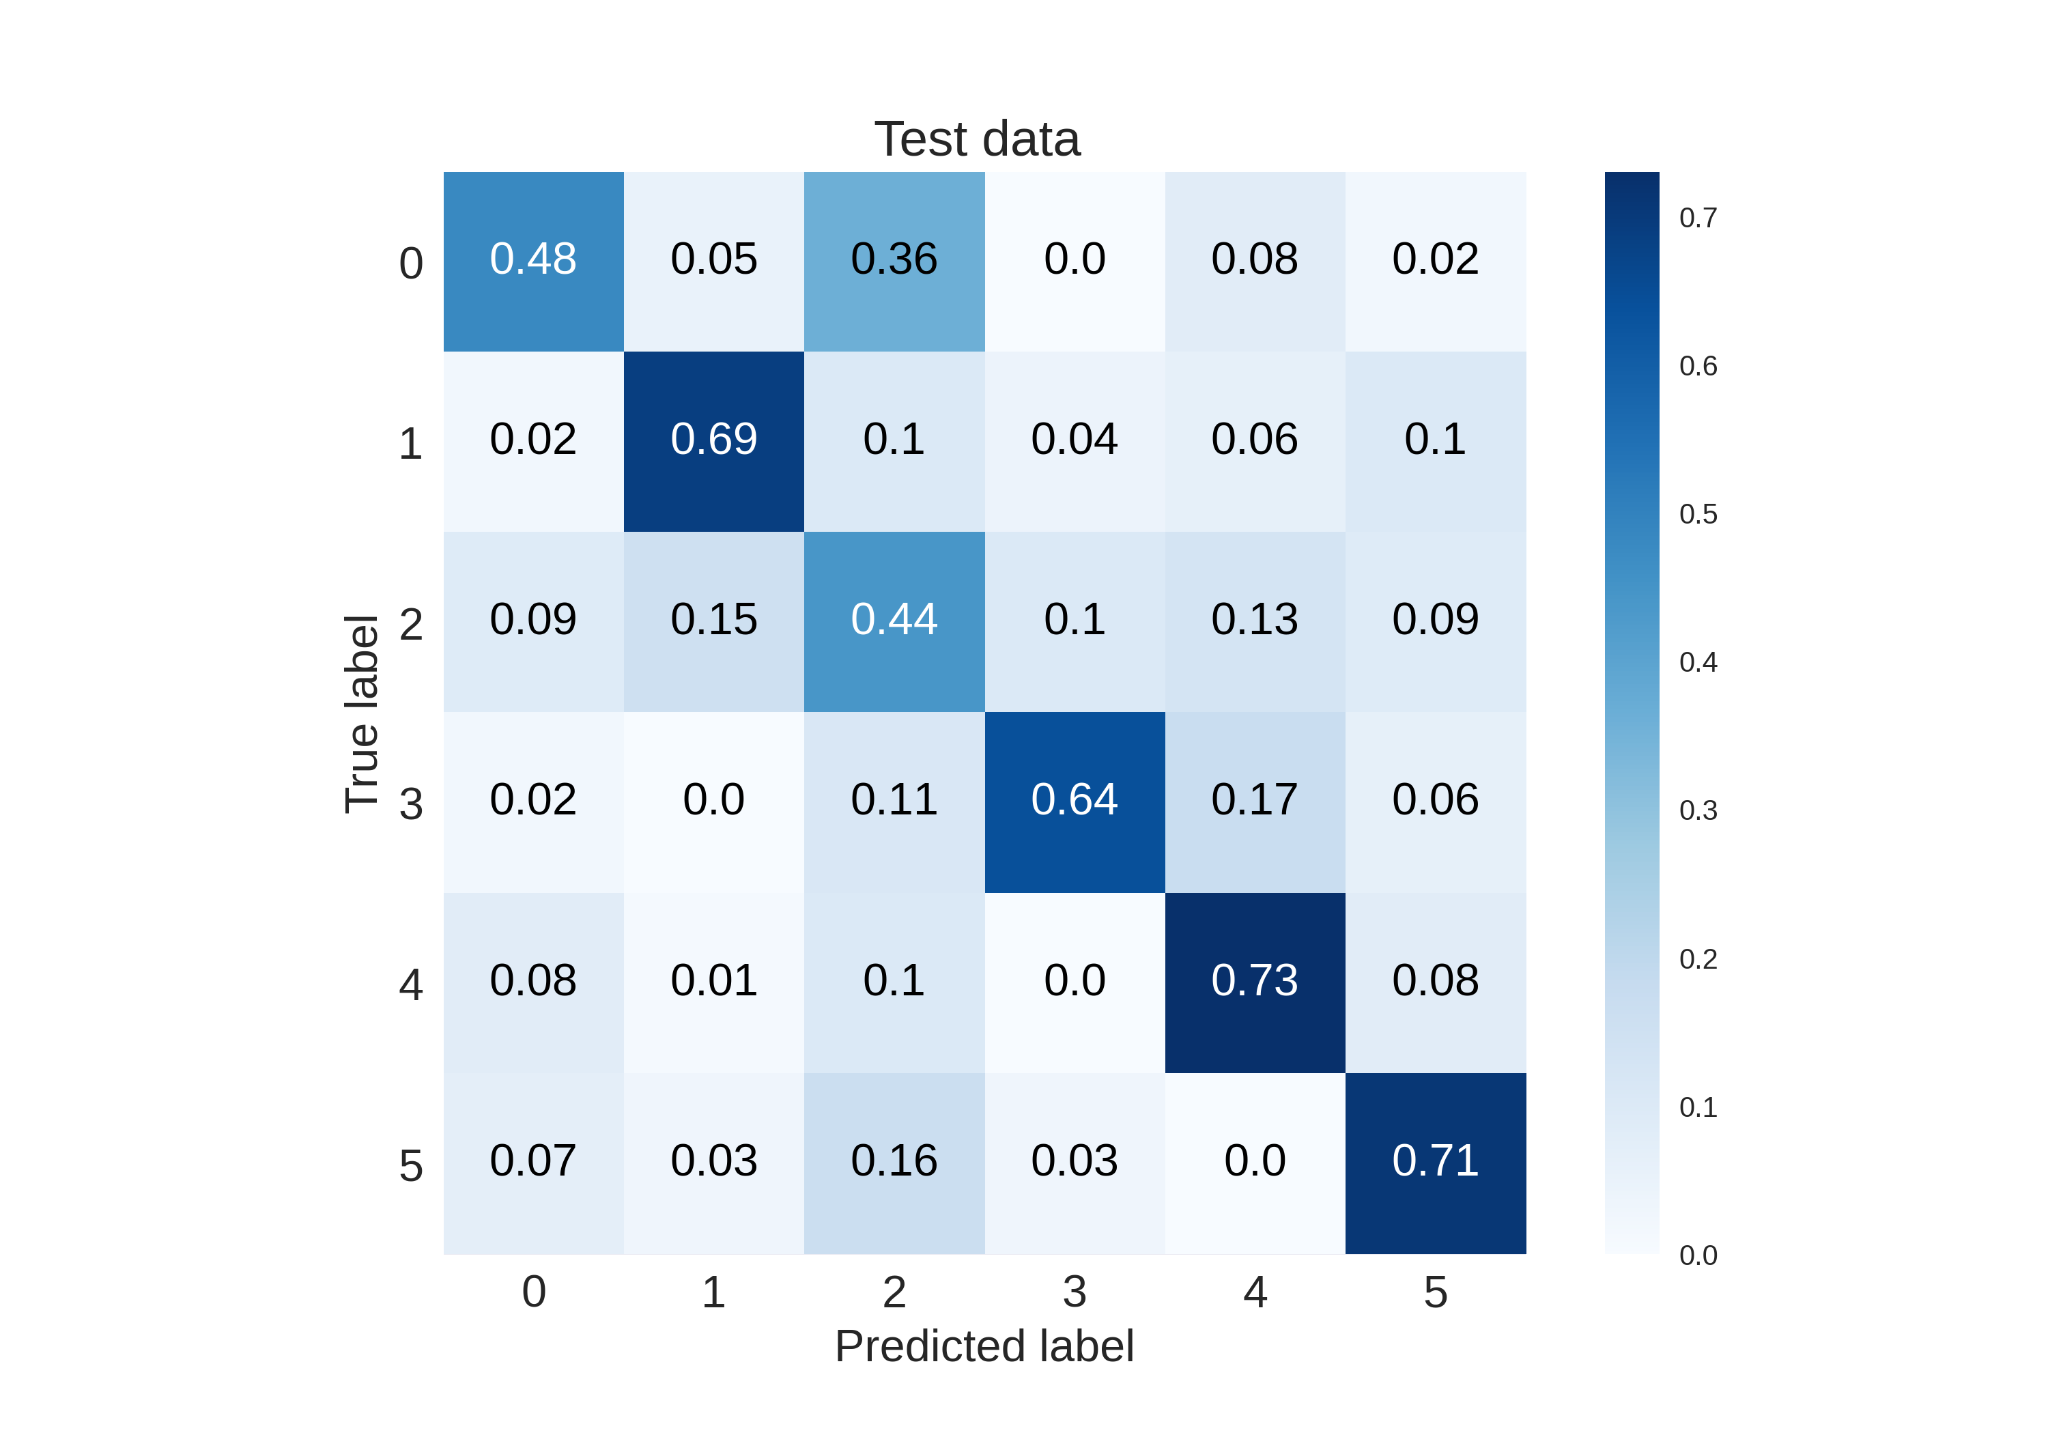 Test data
0 0.48 0.05 0.36 0.0 0.08 0.02
1 0.02 0.69 0.1 0.04 0.06 0.1
2 0.09 0.15 0.44 0.1 0.13 0.09
3 0.02 0.0 0.11 0.64 0.17 0.06
4 0.08 0.01 0.1 0.0 0.73 0.08
5 0.07 0.03 0.16 0.03 0.0 0.71
0 1 2 3 4 5
Predicted label
True label
0.7
0.6
0.5
0.4
0.3
0.2
0.1
0.0